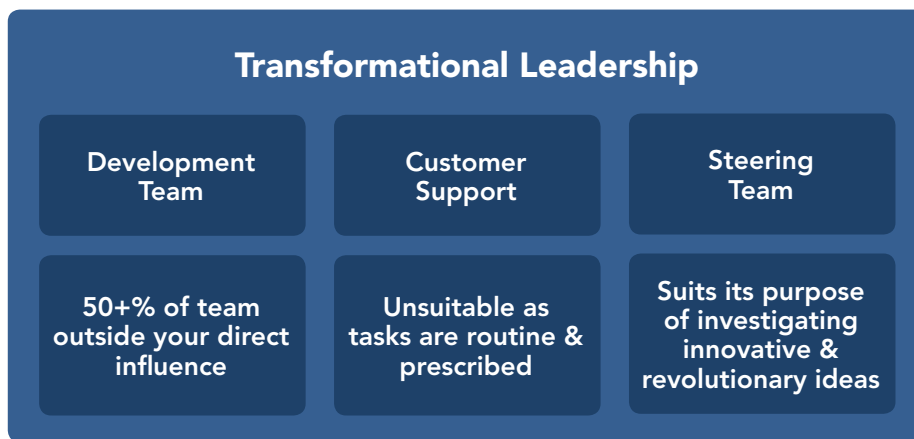 Transformational Leadership
Development
Team
Customer
Support
Steering
Team
50+% of team
outside your direct
influence
Unsuitable as
tasks are routine &
prescribed
Suits its purpose
of investigating
innovative &
revolutionary ideas